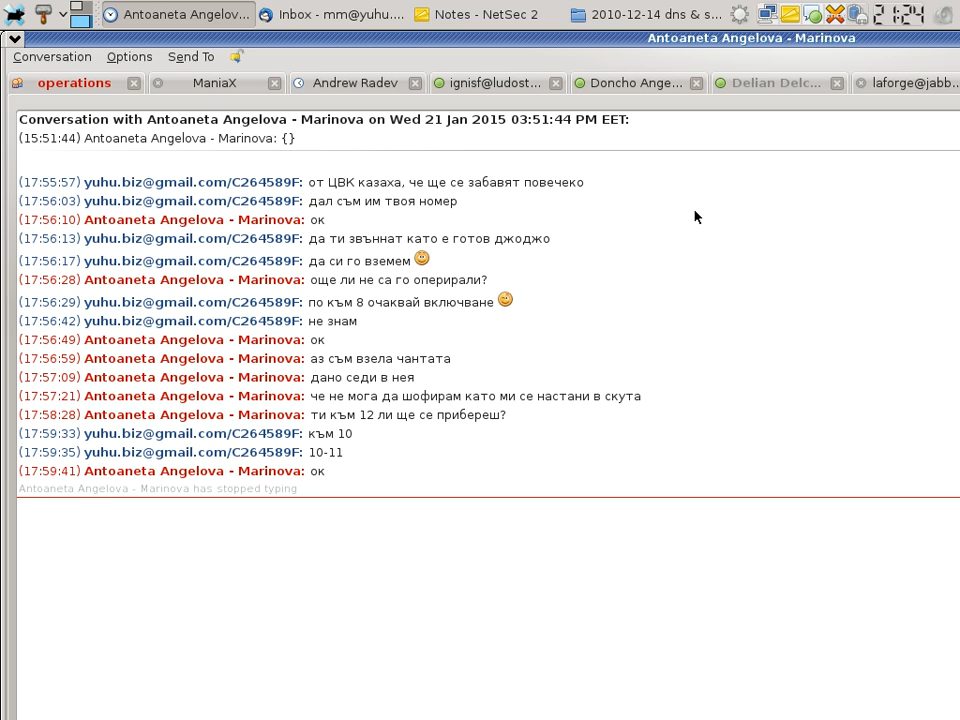 Antoaneta Angelov...
Inbox - mm@yuhu....
Notes - NetSec 2
2010-12-14 dns & s...
21:24
Antoaneta Angelova - Marinova
Conversation Options Send To
operations
ManiaX
Andrew Radev
ignisf@ludost...
Doncho Ange...
Delian Delc...
laforge@jabb...
Conversation with Antoaneta Angelova - Marinova on Wed 21 Jan 2015 03:51:44 PM EET:
(15:51:44) Antoaneta Angelova - Marinova: {}
(17:55:57) yuhu.biz@gmail.com/C264589F: от ЦВК казаха, че ще се забавят повечеко
(17:56:03) yuhu.biz@gmail.com/C264589F: дал съм им твоя номер
(17:56:10) Antoaneta Angelova - Marinova: ок
(17:56:13) yuhu.biz@gmail.com/C264589F: да ти звъннат като е готов джоджо
(17:56:17) yuhu.biz@gmail.com/C264589F: да си го вземем
(17:56:28) Antoaneta Angelova - Marinova: още ли не са го оперирали?
(17:56:29) yuhu.biz@gmail.com/C264589F: по към 8 очаквай включване
(17:56:42) yuhu.biz@gmail.com/C264589F: не знам
(17:56:49) Antoaneta Angelova - Marinova: ок
(17:56:59) Antoaneta Angelova - Marinova: аз съм взела чантата
(17:57:09) Antoaneta Angelova - Marinova: дано седи в нея
(17:57:21) Antoaneta Angelova - Marinova: че не мога да шофирам като ми се настани в скута
(17:58:28) Antoaneta Angelova - Marinova: ти към 12 ли ще се прибереш?
(17:59:33) yuhu.biz@gmail.com/C264589F: към 10
(17:59:35) yuhu.biz@gmail.com/C264589F: 10-11
(17:59:41) Antoaneta Angelova - Marinova: ок
Antoaneta Angelova - Marinova has stopped typing